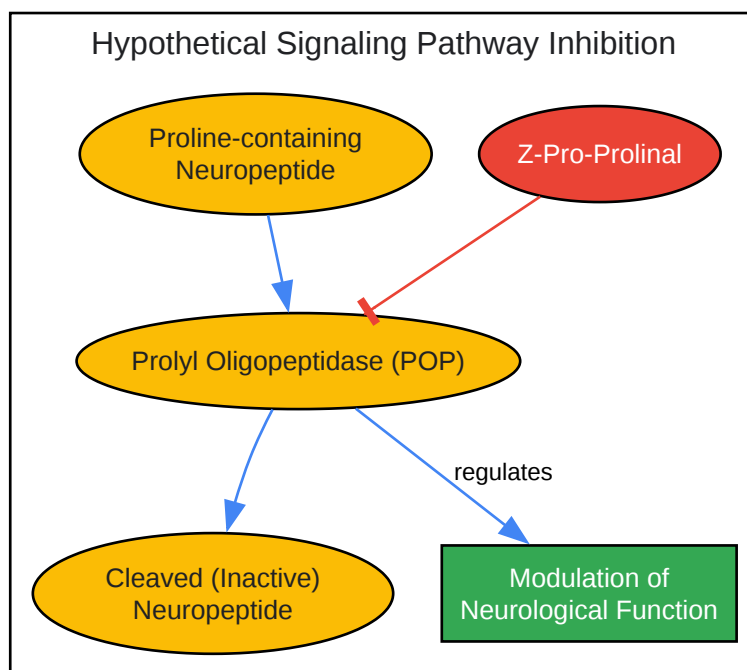 Hypothetical Signaling Pathway Inhibition
Proline-containing
Neuropeptide
Z-Pro-Prolinal
Prolyl Oligopeptidase (POP)
regulates
Cleaved (Inactive)
Neuropeptide
Modulation of
Neurological Function